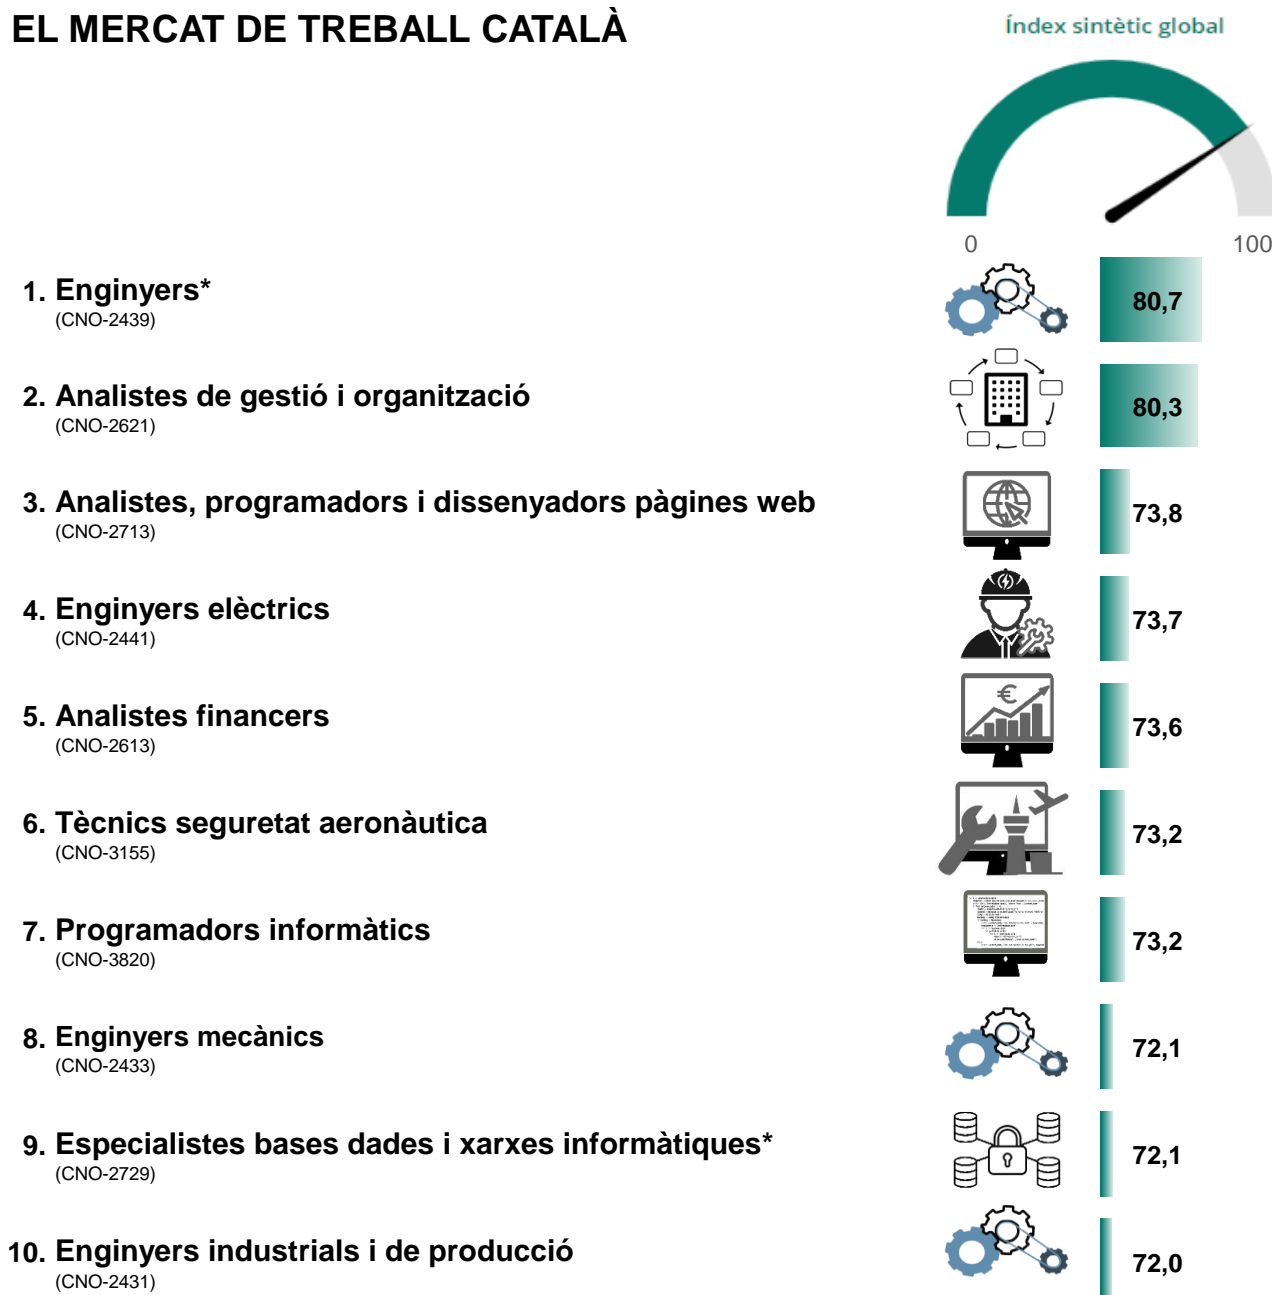 EL MERCAT DE TREBALL CATALÀ
Índex sintètic global
0
100
1. Enginyers*
(CNO-2439)
80,7
2. Analistes de gestió i organització
(CNO-2621)
80,3
3. Analistes, programadors i dissenyadors pàgines web
(CNO-2713)
73,8
4. Enginyers elèctrics
(CNO-2441)
73,7
5. Analistes financers
(CNO-2613)
€
73,6
6. Tècnics seguretat aeronàutica
(CNO-3155)
73,2
7. Programadors informàtics
(CNO-3820)
73,2
8. Enginyers mecànics
(CNO-2433)
72,1
9. Especialistes bases dades i xarxes informàtiques*
(CNO-2729)
72,1
10. Enginyers industrials i de producció
(CNO-2431)
72,0